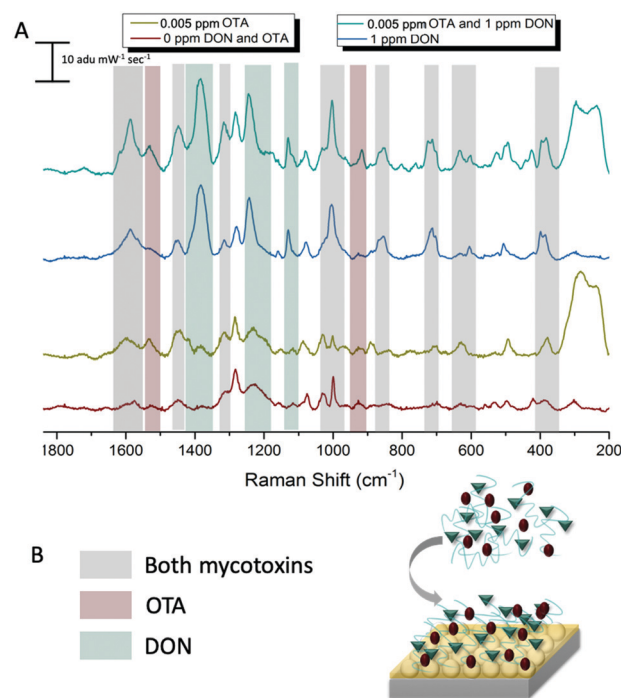 A
0.005 ppm OTA
0 ppm DON and OTA
0.005 ppm OTA and 1 ppm DON
1 ppm DON
10 adu mW⁻¹ sec⁻¹
1800 1600 1400 1200 1000 800 600 400 200
Raman Shift (cm⁻¹)
B
Both mycotoxins
OTA
DON